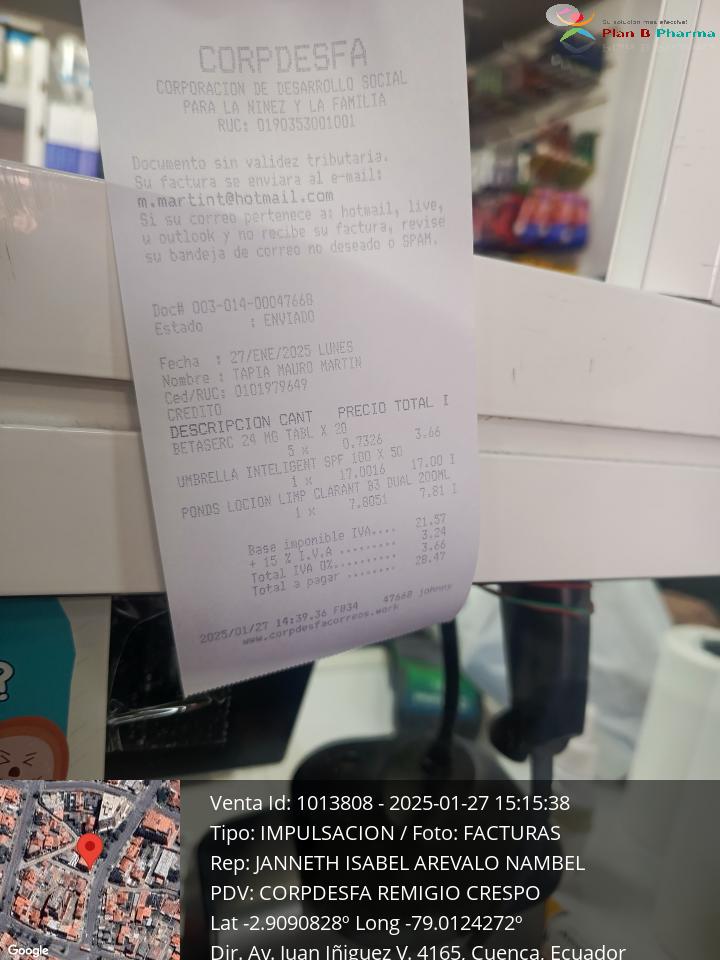 Su solucion mas efectiva!
Plan B Pharma
CORPDESFA
CORPORACION DE DESARROLLO SOCIAL
PARA LA NINEZ Y LA FAMILIA
RUC: 0190353001001
Documento sin validez tributaria.
Su factura se enviara al e-mail:
m.martint@hotmail.com
Si su correo pertenece a: hotmail, live,
u outlook y no recibe su factura, revise
su bandeja de correo no deseado o SPAM.
Doc# 003-014-00047668
Estado : ENVIADO
Fecha : 27/ENE/2025 LUNES
Nombre : TAPIA MAURO MARTIN
Ced/RUC: 0101979649
CREDITO
DESCRIPCION CANT PRECIO TOTAL I
BETASERC 24 MG TABL X 20
5 x 0.7326 3.66
UMBRELLA INTELIGENT SPF 100 X 50
1 x 17.0016 17.00 I
PONDS LOCION LIMP CLARANT B3 DUAL 200ML
1 x 7.8051 7.81 I
Base imponible IVA.... 21.57
+ 15 % I.V.A ......... 3.24
Total IVA 0%.......... 3.66
Total a pagar ........ 28.47
2025/01/27 14:39.36 F034 47668 johnny
www.corpdesfacorreos.work
?
Google
Venta Id: 1013808 - 2025-01-27 15:15:38
Tipo: IMPULSACION / Foto: FACTURAS
Rep: JANNETH ISABEL AREVALO NAMBEL
PDV: CORPDESFA REMIGIO CRESPO
Lat -2.9090828º Long -79.0124272º
Dir. Av. Juan Iñiguez V. 4165, Cuenca, Ecuador